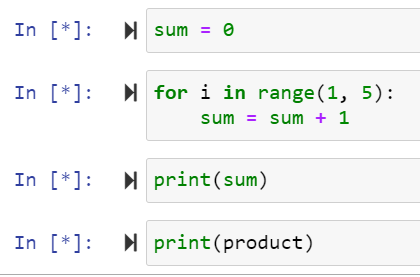 In [*]: sum = 0
In [*]: for i in range(1, 5):
    sum = sum + 1
In [*]: print(sum)
In [*]: print(product)